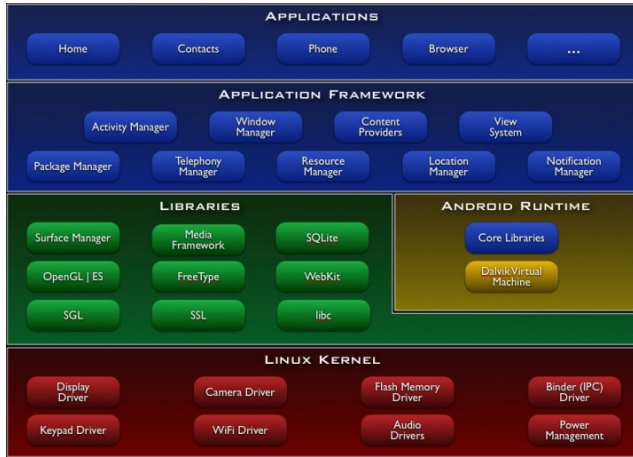 APPLICATIONS
Home
Contacts
Phone
Browser
...
APPLICATION FRAMEWORK
Activity Manager
Window
Manager
Content
Providers
View
System
Package Manager
Telephony
Manager
Resource
Manager
Location
Manager
Notification
Manager
LIBRARIES
Surface Manager
Media
Framework
SQLite
OpenGL | ES
FreeType
WebKit
SGL
SSL
libc
ANDROID RUNTIME
Core Libraries
Dalvik Virtual
Machine
LINUX KERNEL
Display
Driver
Camera Driver
Flash Memory
Driver
Binder (IPC)
Driver
Keypad Driver
WiFi Driver
Audio
Drivers
Power
Management